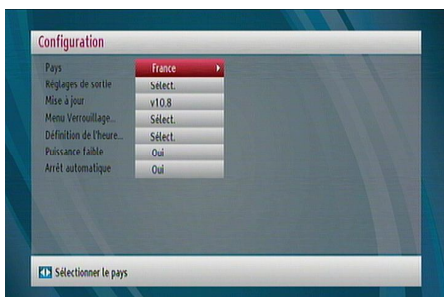 Configuration
Pays France
Réglages de sortie Sélect.
Mise à jour v10.8
Menu Verrouillage... Sélect.
Définition de l'heure... Sélect.
Puissance faible Oui
Arrêt automatique Oui
Sélectionner le pays